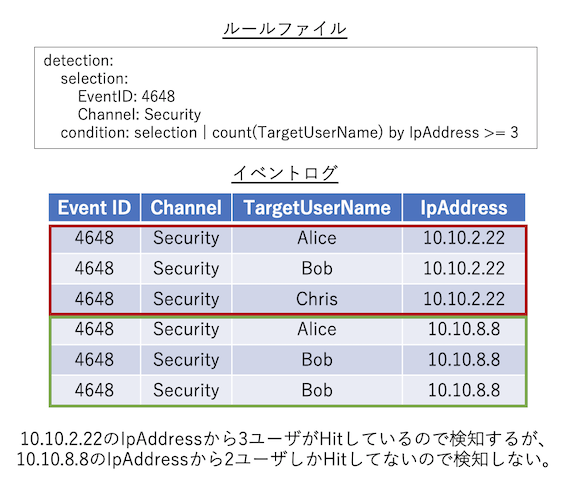 ルールファイル
detection:
selection:
EventID: 4648
Channel: Security
condition: selection | count(TargetUserName) by IpAddress >= 3
イベントログ
Event ID Channel TargetUserName IpAddress
4648 Security Alice 10.10.2.22
4648 Security Bob 10.10.2.22
4648 Security Chris 10.10.2.22
4648 Security Alice 10.10.8.8
4648 Security Bob 10.10.8.8
4648 Security Bob 10.10.8.8
10.10.2.22のIpAddressから3ユーザがHitしているので検知するが、
10.10.8.8のIpAddressから2ユーザしかHitしてないので検知しない。